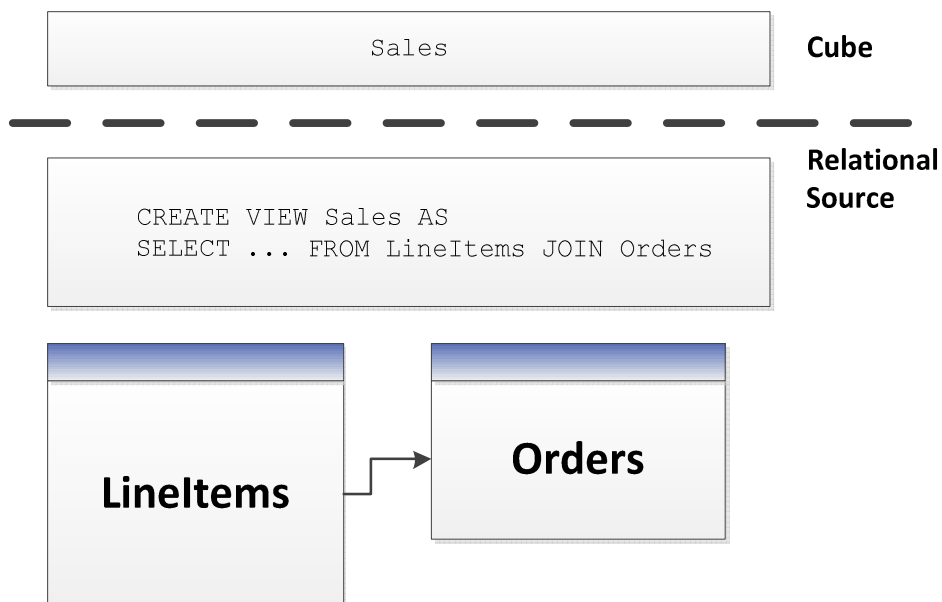 Sales
Cube
Relational
Source
CREATE VIEW Sales AS
SELECT ... FROM LineItems JOIN Orders
LineItems
Orders